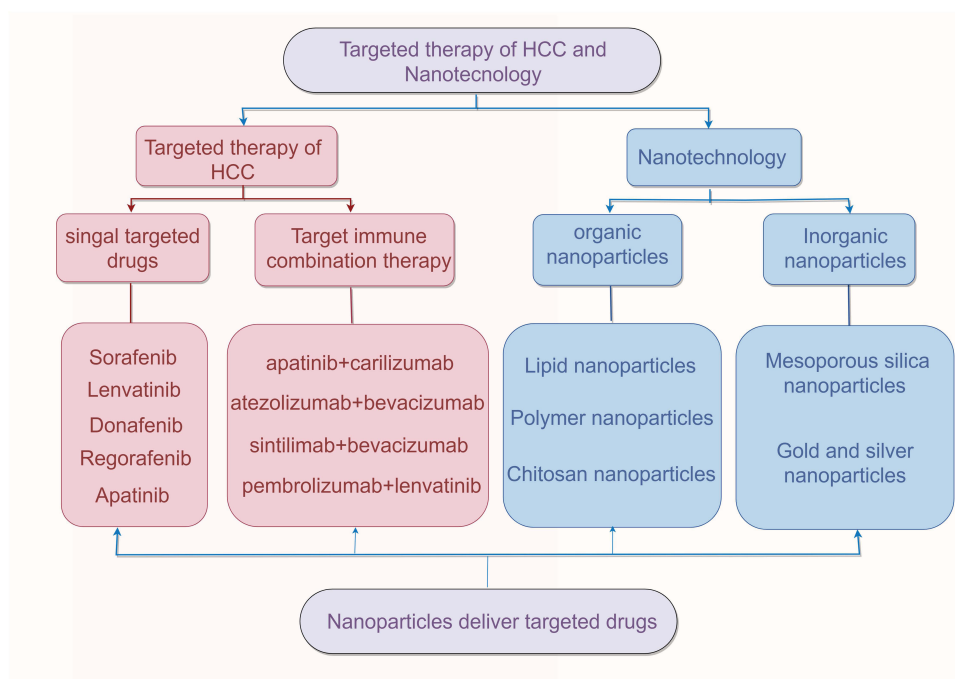 Targeted therapy of HCC and
Nanotecnology
Targeted therapy of
HCC
Nanotechnology
singal targeted
drugs
Target immune
combination therapy
organic
nanoparticles
Inorganic
nanoparticles
Sorafenib
Lenvatinib
Donafenib
Regorafenib
Apatinib
apatinib+carilizumab
atezolizumab+bevacizumab
sintilimab+bevacizumab
pembrolizumab+lenvatinib
Lipid nanoparticles
Polymer nanoparticles
Chitosan nanoparticles
Mesoporous silica
nanoparticles
Gold and silver
nanoparticles
Nanoparticles deliver targeted drugs